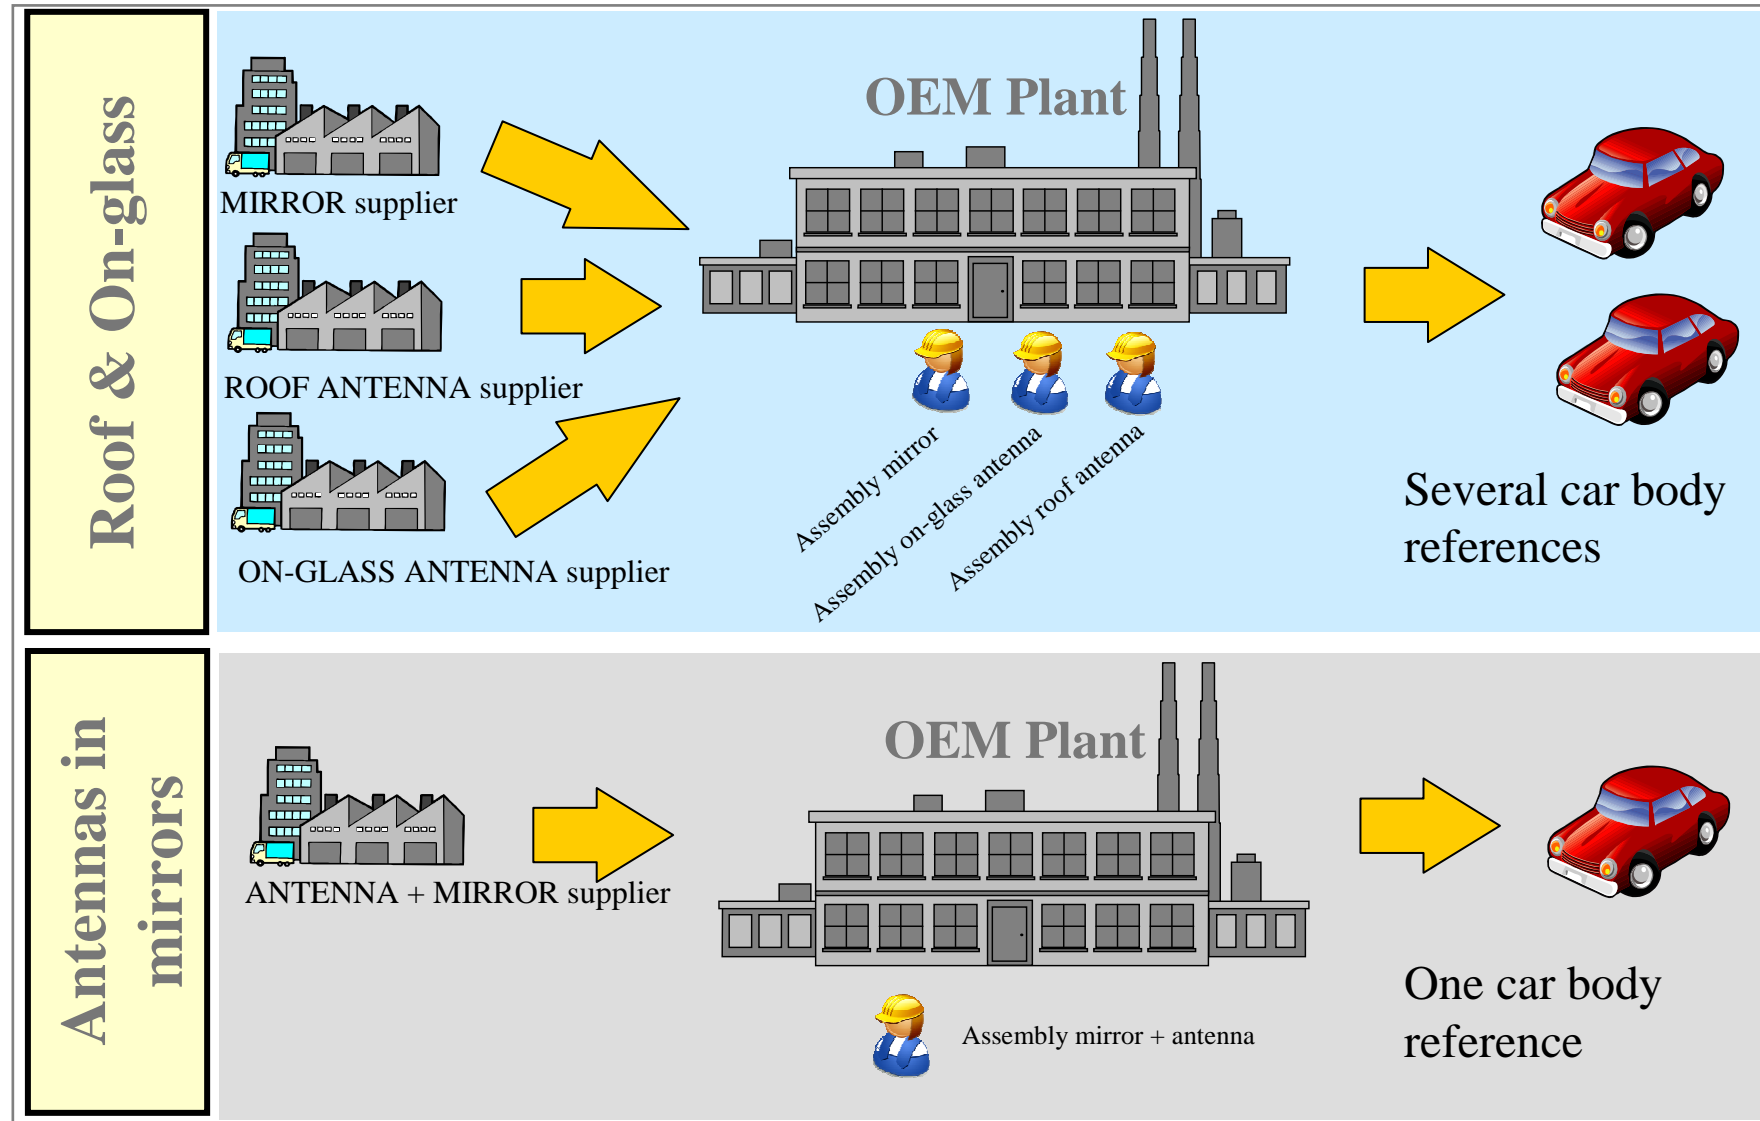 Roof & On-glass
OEM Plant
MIRROR supplier
ROOF ANTENNA supplier
ON-GLASS ANTENNA supplier
Assembly mirror
Assembly on-glass antenna
Assembly roof antenna
Several car body
references
Antennas in
mirrors
OEM Plant
ANTENNA + MIRROR supplier
Assembly mirror + antenna
One car body
reference